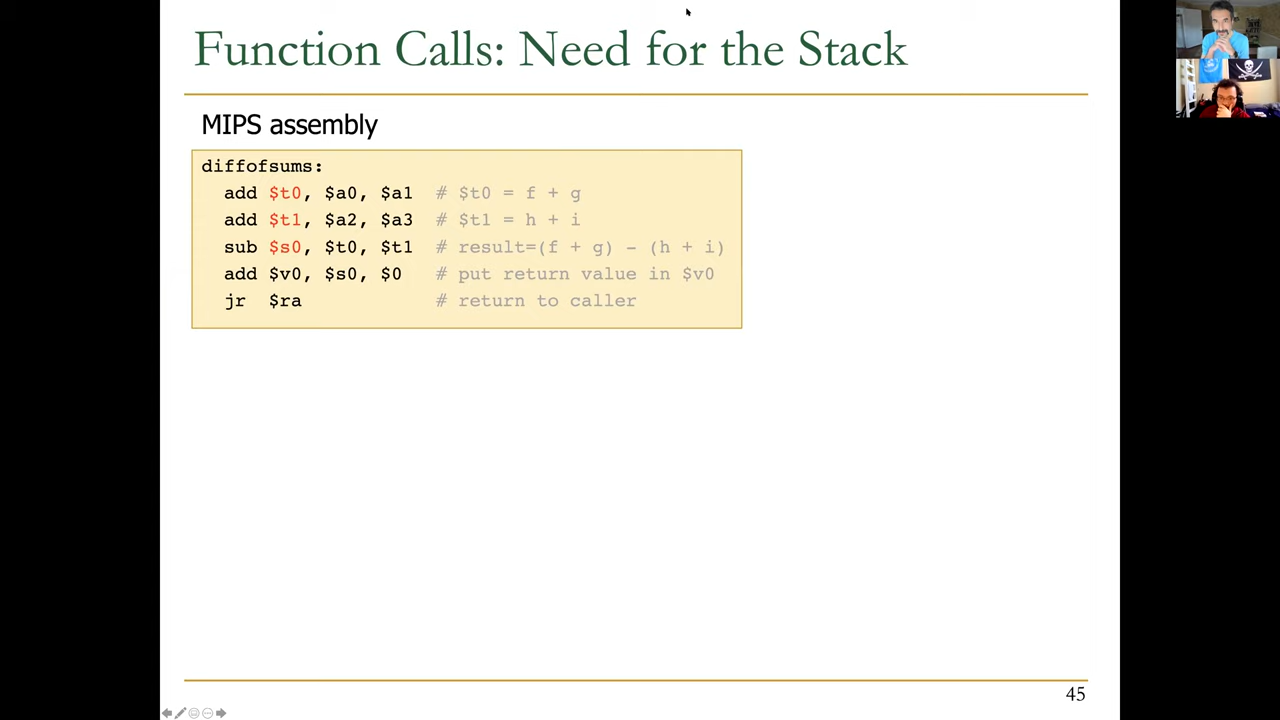 Function Calls: Need for the Stack
MIPS assembly
diffofsums:
add $t0, $a0, $a1 # $t0 = f + g
add $t1, $a2, $a3 # $t1 = h + i
sub $s0, $t0, $t1 # result=(f + g) - (h + i)
add $v0, $s0, $0 # put return value in $v0
jr $ra # return to caller
45